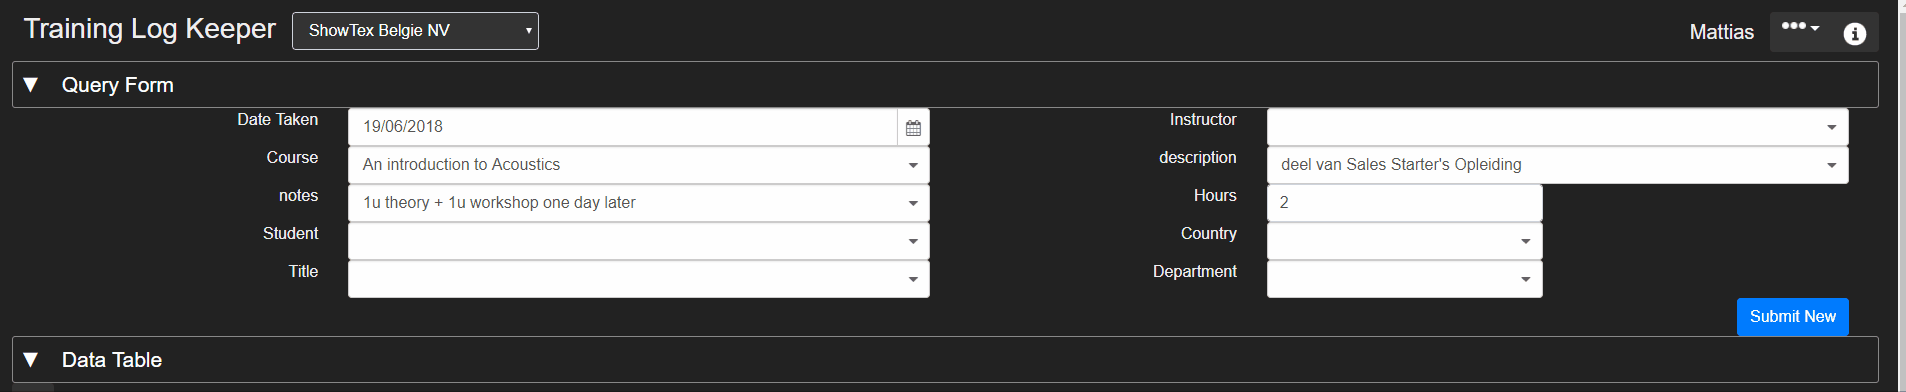 Training Log Keeper
ShowTex Belgie NV
Mattias
Query Form
Date Taken
19/06/2018
Instructor
Course
An introduction to Acoustics
description
deel van Sales Starter's Opleiding
notes
1u theory + 1u workshop one day later
Hours
2
Student
Country
Title
Department
Submit New
Data Table